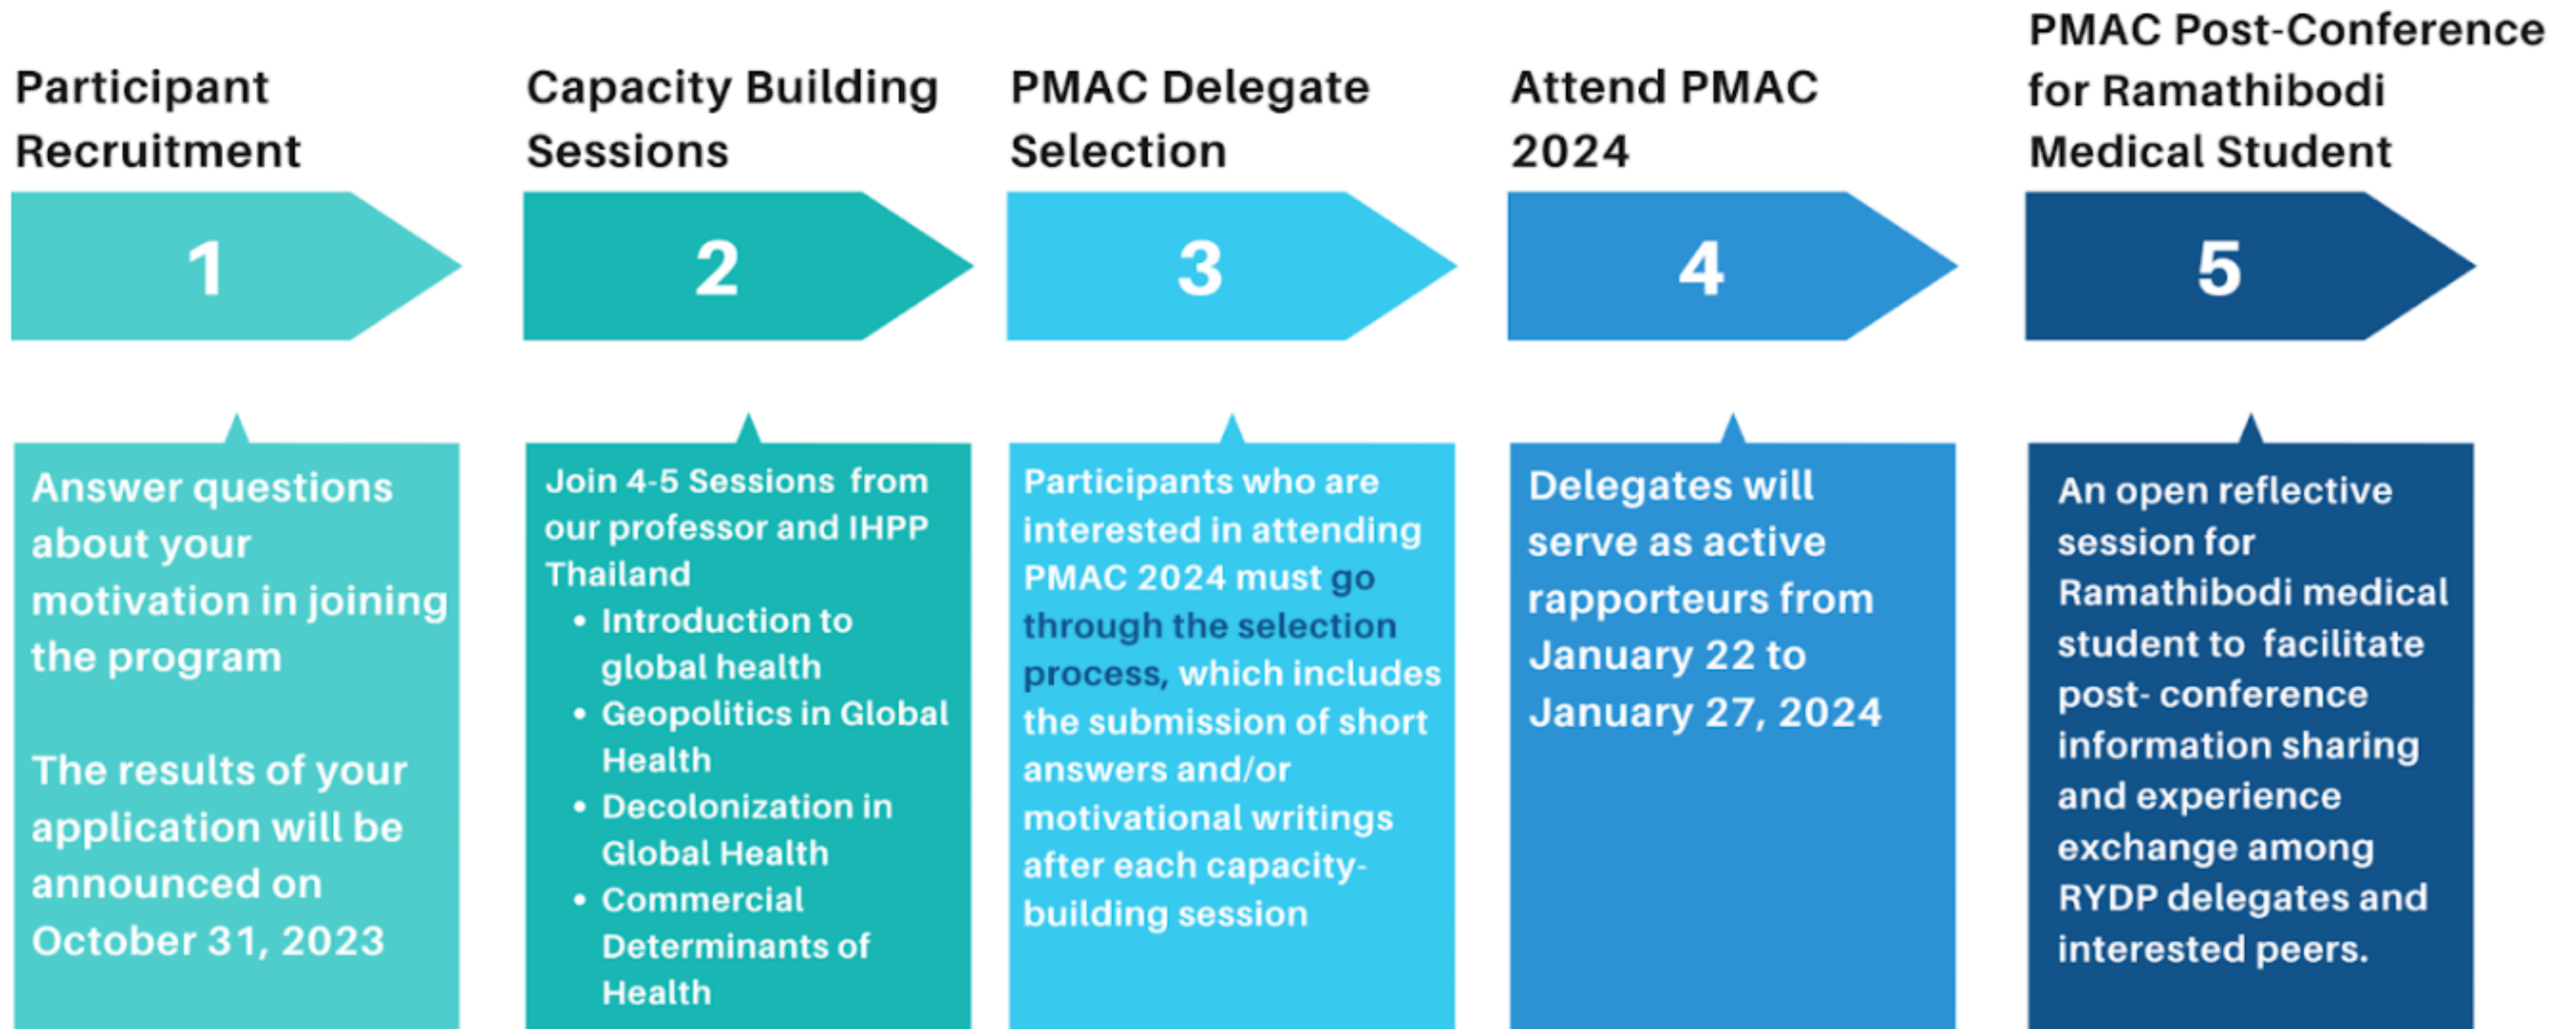 Participant
Recruitment
1
Answer questions
about your
motivation in joining
the program
The results of your
application will be
announced on
October 31, 2023
Capacity Building
Sessions
2
Join 4-5 Sessions  from
our professor and IHPP
Thailand
• Introduction to
global health
• Geopolitics in Global
Health
• Decolonization in
Global Health
• Commercial
Determinants of
Health
PMAC Delegate
Selection
3
Participants who are
interested in attending
PMAC 2024 must go
through the selection
process, which includes
the submission of short
answers and/or
motivational writings
after each capacity-
building session
Attend PMAC
2024
4
Delegates will
serve as active
rapporteurs from
January 22 to
January 27, 2024
PMAC Post-Conference
for Ramathibodi
Medical Student
5
An open reflective
session for
Ramathibodi medical
student to  facilitate
post- conference
information sharing
and experience
exchange among
RYDP delegates and
interested peers.